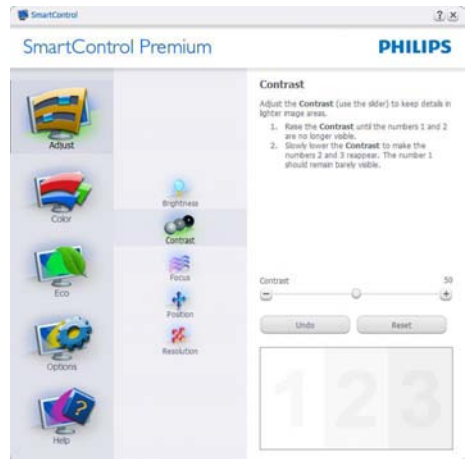 SmartControl
SmartControl Premium
PHILIPS
Adjust
Color
Eco
Options
Help
Brightness
Contrast
Focus
Position
Resolution
Contrast
Adjust the Contrast (use the slider) to keep details in
lighter image areas.
1. Raise the Contrast until the numbers 1 and 2
are no longer visible.
2. Slowly lower the Contrast to make the
numbers 2 and 3 reappear. The number 1
should remain barely visible.
Contrast 50
Undo Reset
1 2 3